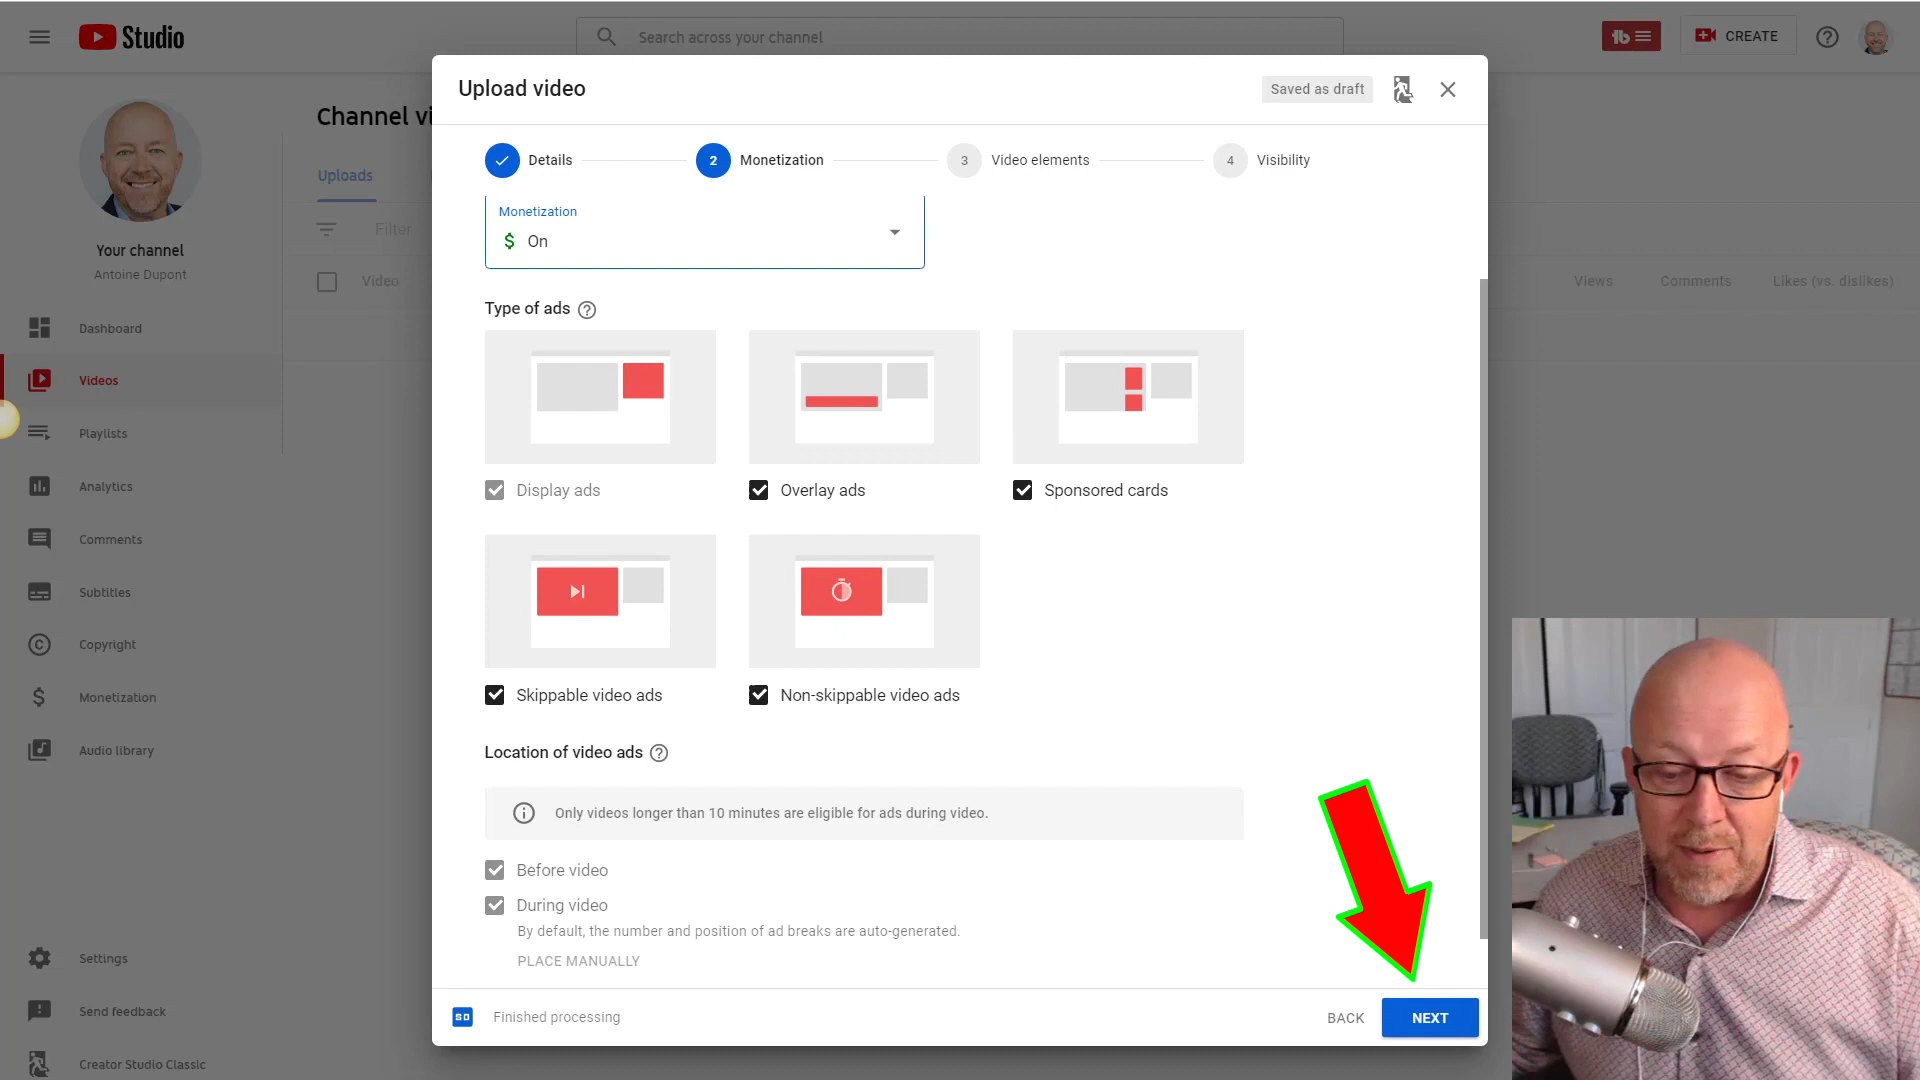 Studio
Search across your channel
CREATE
Upload video
Saved as draft
Details
2
Monetization
3
Video elements
4
Visibility
Channel vi
Uploads
Filter
Video
Views
Comments
Likes (vs. dislikes)
Your channel
Antoine Dupont
Dashboard
Videos
Playlists
Analytics
Comments
Subtitles
Copyright
Monetization
Audio library
Settings
Send feedback
Creator Studio Classic
Monetization
$ On
Type of ads
Display ads
Overlay ads
Sponsored cards
Skippable video ads
Non-skippable video ads
Location of video ads
Only videos longer than 10 minutes are eligible for ads during video.
Before video
During video
By default, the number and position of ad breaks are auto-generated.
PLACE MANUALLY
SD
Finished processing
BACK
NEXT